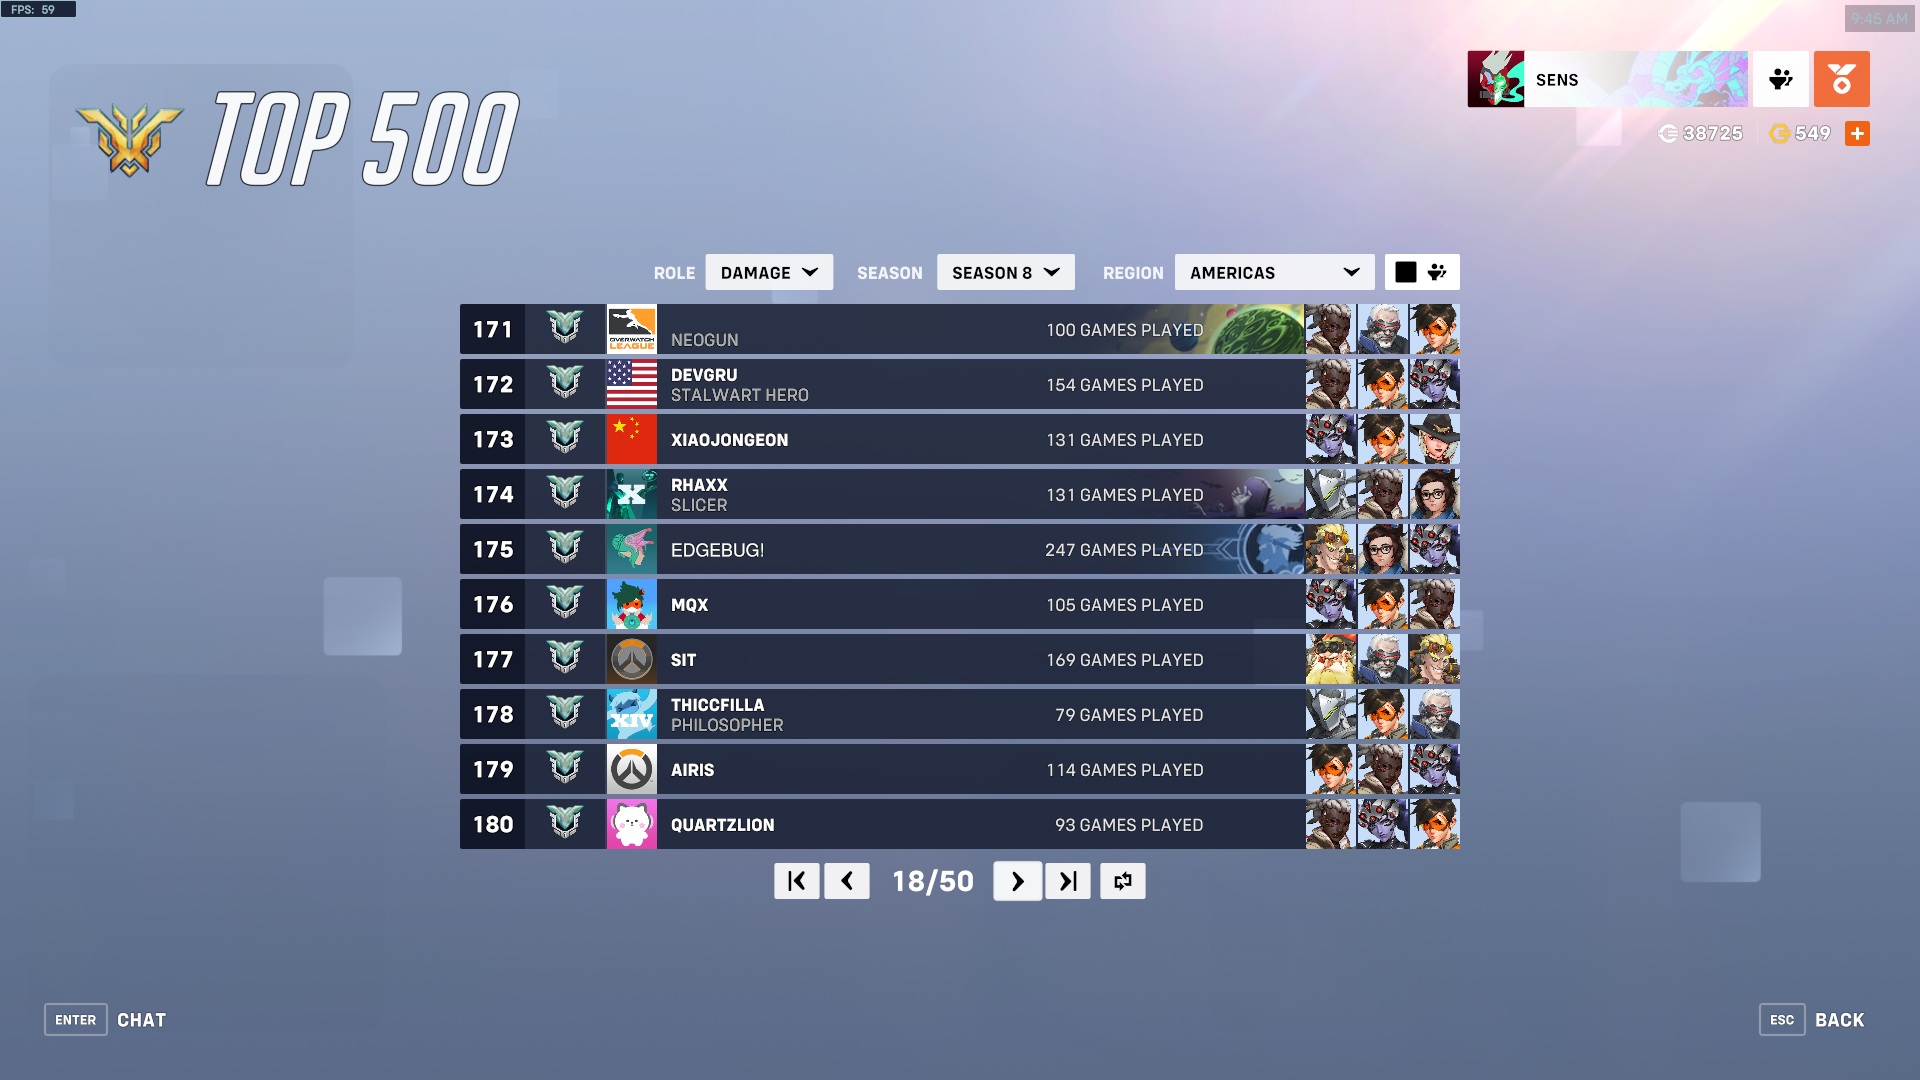 FPS: 59
9:45 AM
TOP 500
SENS
38725
549
ROLE
DAMAGE
SEASON
SEASON 8
REGION
AMERICAS
171
OVERWATCH
LEAGUE
NEOGUN
100 GAMES PLAYED
172
DEVGRU
STALWART HERO
154 GAMES PLAYED
173
XIAOJONGEON
131 GAMES PLAYED
174
X
RHAXX
SLICER
131 GAMES PLAYED
175
EDGEBUG!
247 GAMES PLAYED
176
MQX
105 GAMES PLAYED
177
SIT
169 GAMES PLAYED
178
XIV
THICCFILLA
PHILOSOPHER
79 GAMES PLAYED
179
AIRIS
114 GAMES PLAYED
180
QUARTZLION
93 GAMES PLAYED
18/50
ENTER
CHAT
ESC
BACK